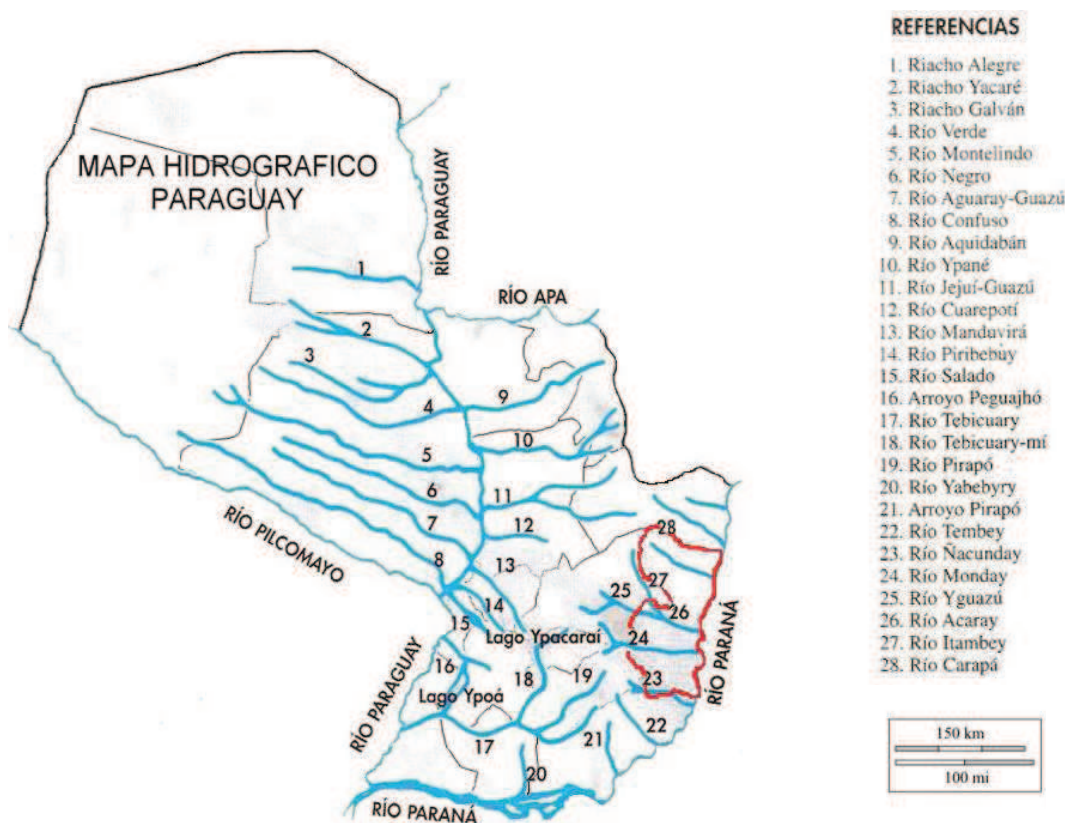 REFERENCIAS
1. Riacho Alegre
2. Riacho Yacaré
3. Riacho Galván
4. Río Verde
5. Río Montelindo
6. Río Negro
7. Río Aguaray-Guazú
8. Río Confuso
9. Río Aquidabán
10. Río Ypané
11. Río Jejuí-Guazú
12. Río Cuarepotí
13. Río Manduvirá
14. Río Piribebuy
15. Río Salado
16. Arroyo Peguajhó
17. Río Tebicuary
18. Río Tebicuary-mí
19. Río Pirapó
20. Río Yabebyry
21. Arroyo Pirapó
22. Río Tembey
23. Río Ñacunday
24. Río Monday
25. Río Yguazú
26. Río Acaray
27. Río Itambey
28. Río Carapá
150 km
100 mi
MAPA HIDROGRAFICO
PARAGUAY
RÍO PARAGUAY
1
RÍO APA
2
3
9
4
10
5
6
11
7
12
28
RÍO PILCOMAYO
8
13
27
25
14
26
15
Lago Ypacaraí
24
RÍO PARANÁ
16
18
19
23
Lago Ypoá
RÍO PARAGUAY
22
17
21
20
RÍO PARANÁ